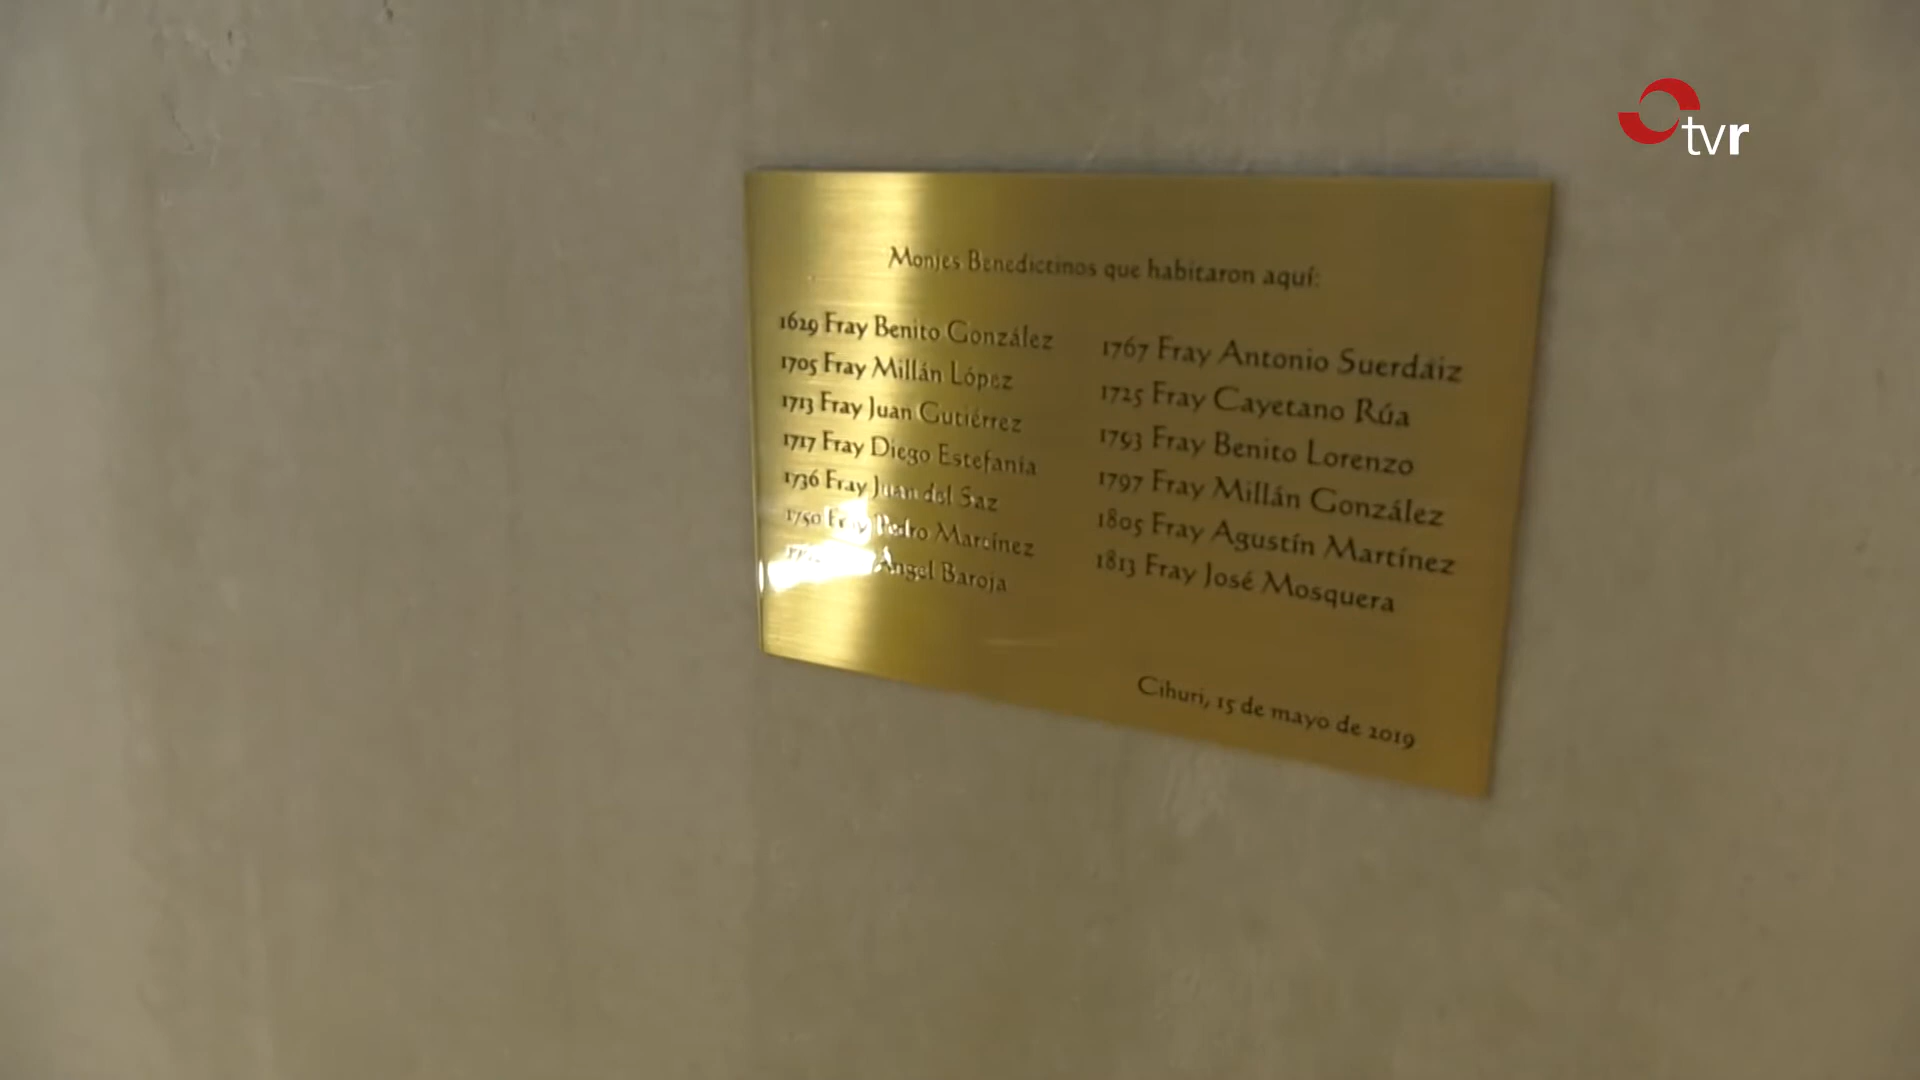 tvr
Monjes Benedictinos que habitaron aquí:
1629 Fray Benito González
1705 Fray Millán López
1713 Fray Juan Gutiérrez
1717 Fray Diego Estefanía
1736 Fray Juan del Saz
1750 Fray Pedro Martínez
Ángel Baroja
1767 Fray Antonio Suerdáiz
1725 Fray Cayetano Rúa
1793 Fray Benito Lorenzo
1797 Fray Millán González
1805 Fray Agustín Martínez
1813 Fray José Mosquera
Cihuri, 15 de mayo de 2019